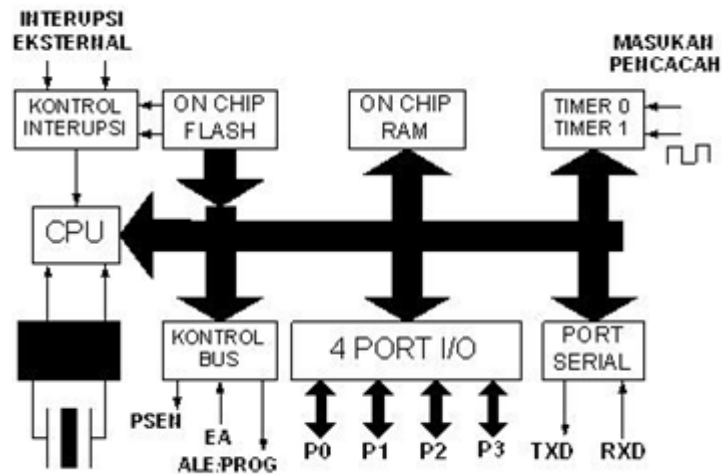 INTERUPSI
EKSTERNAL
MASUKAN
PENCACAH
KONTROL
INTERUPSI
ON CHIP
FLASH
ON CHIP
RAM
TIMER 0
TIMER 1
CPU
KONTROL
BUS
4 PORT I/O
PORT
SERIAL
PSEN
EA
ALE/PROG
P0
P1
P2
P3
TXD
RXD